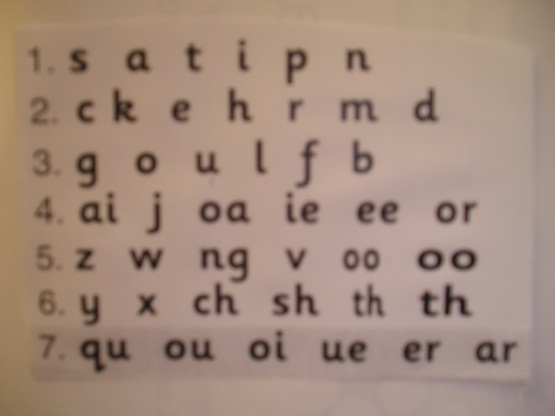 1. s a t i p n
2. c k e h r m d
3. g o u l f b
4. ai j oa ie ee or
5. z w ng v oo oo
6. y x ch sh th th
7. qu ou oi ue er ar